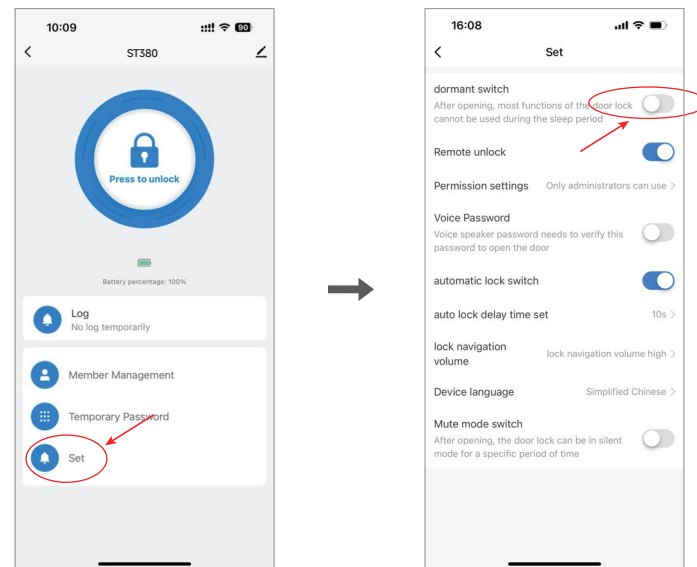 10:09
90
ST380
Press to unlock
Battery percentage: 100%
Log
No log temporarily
Member Management
Temporary Password
Set
16:08
Set
dormant switch
After opening, most functions of the door lock
cannot be used during the sleep period
Remote unlock
Permission settings Only administrators can use >
Voice Password
Voice speaker password needs to verify this
password to open the door
automatic lock switch
auto lock delay time set 10s >
lock navigation
volume
lock navigation volume high >
Device language Simplified Chinese >
Mute mode switch
After opening, the door lock can be in silent
mode for a specific period of time